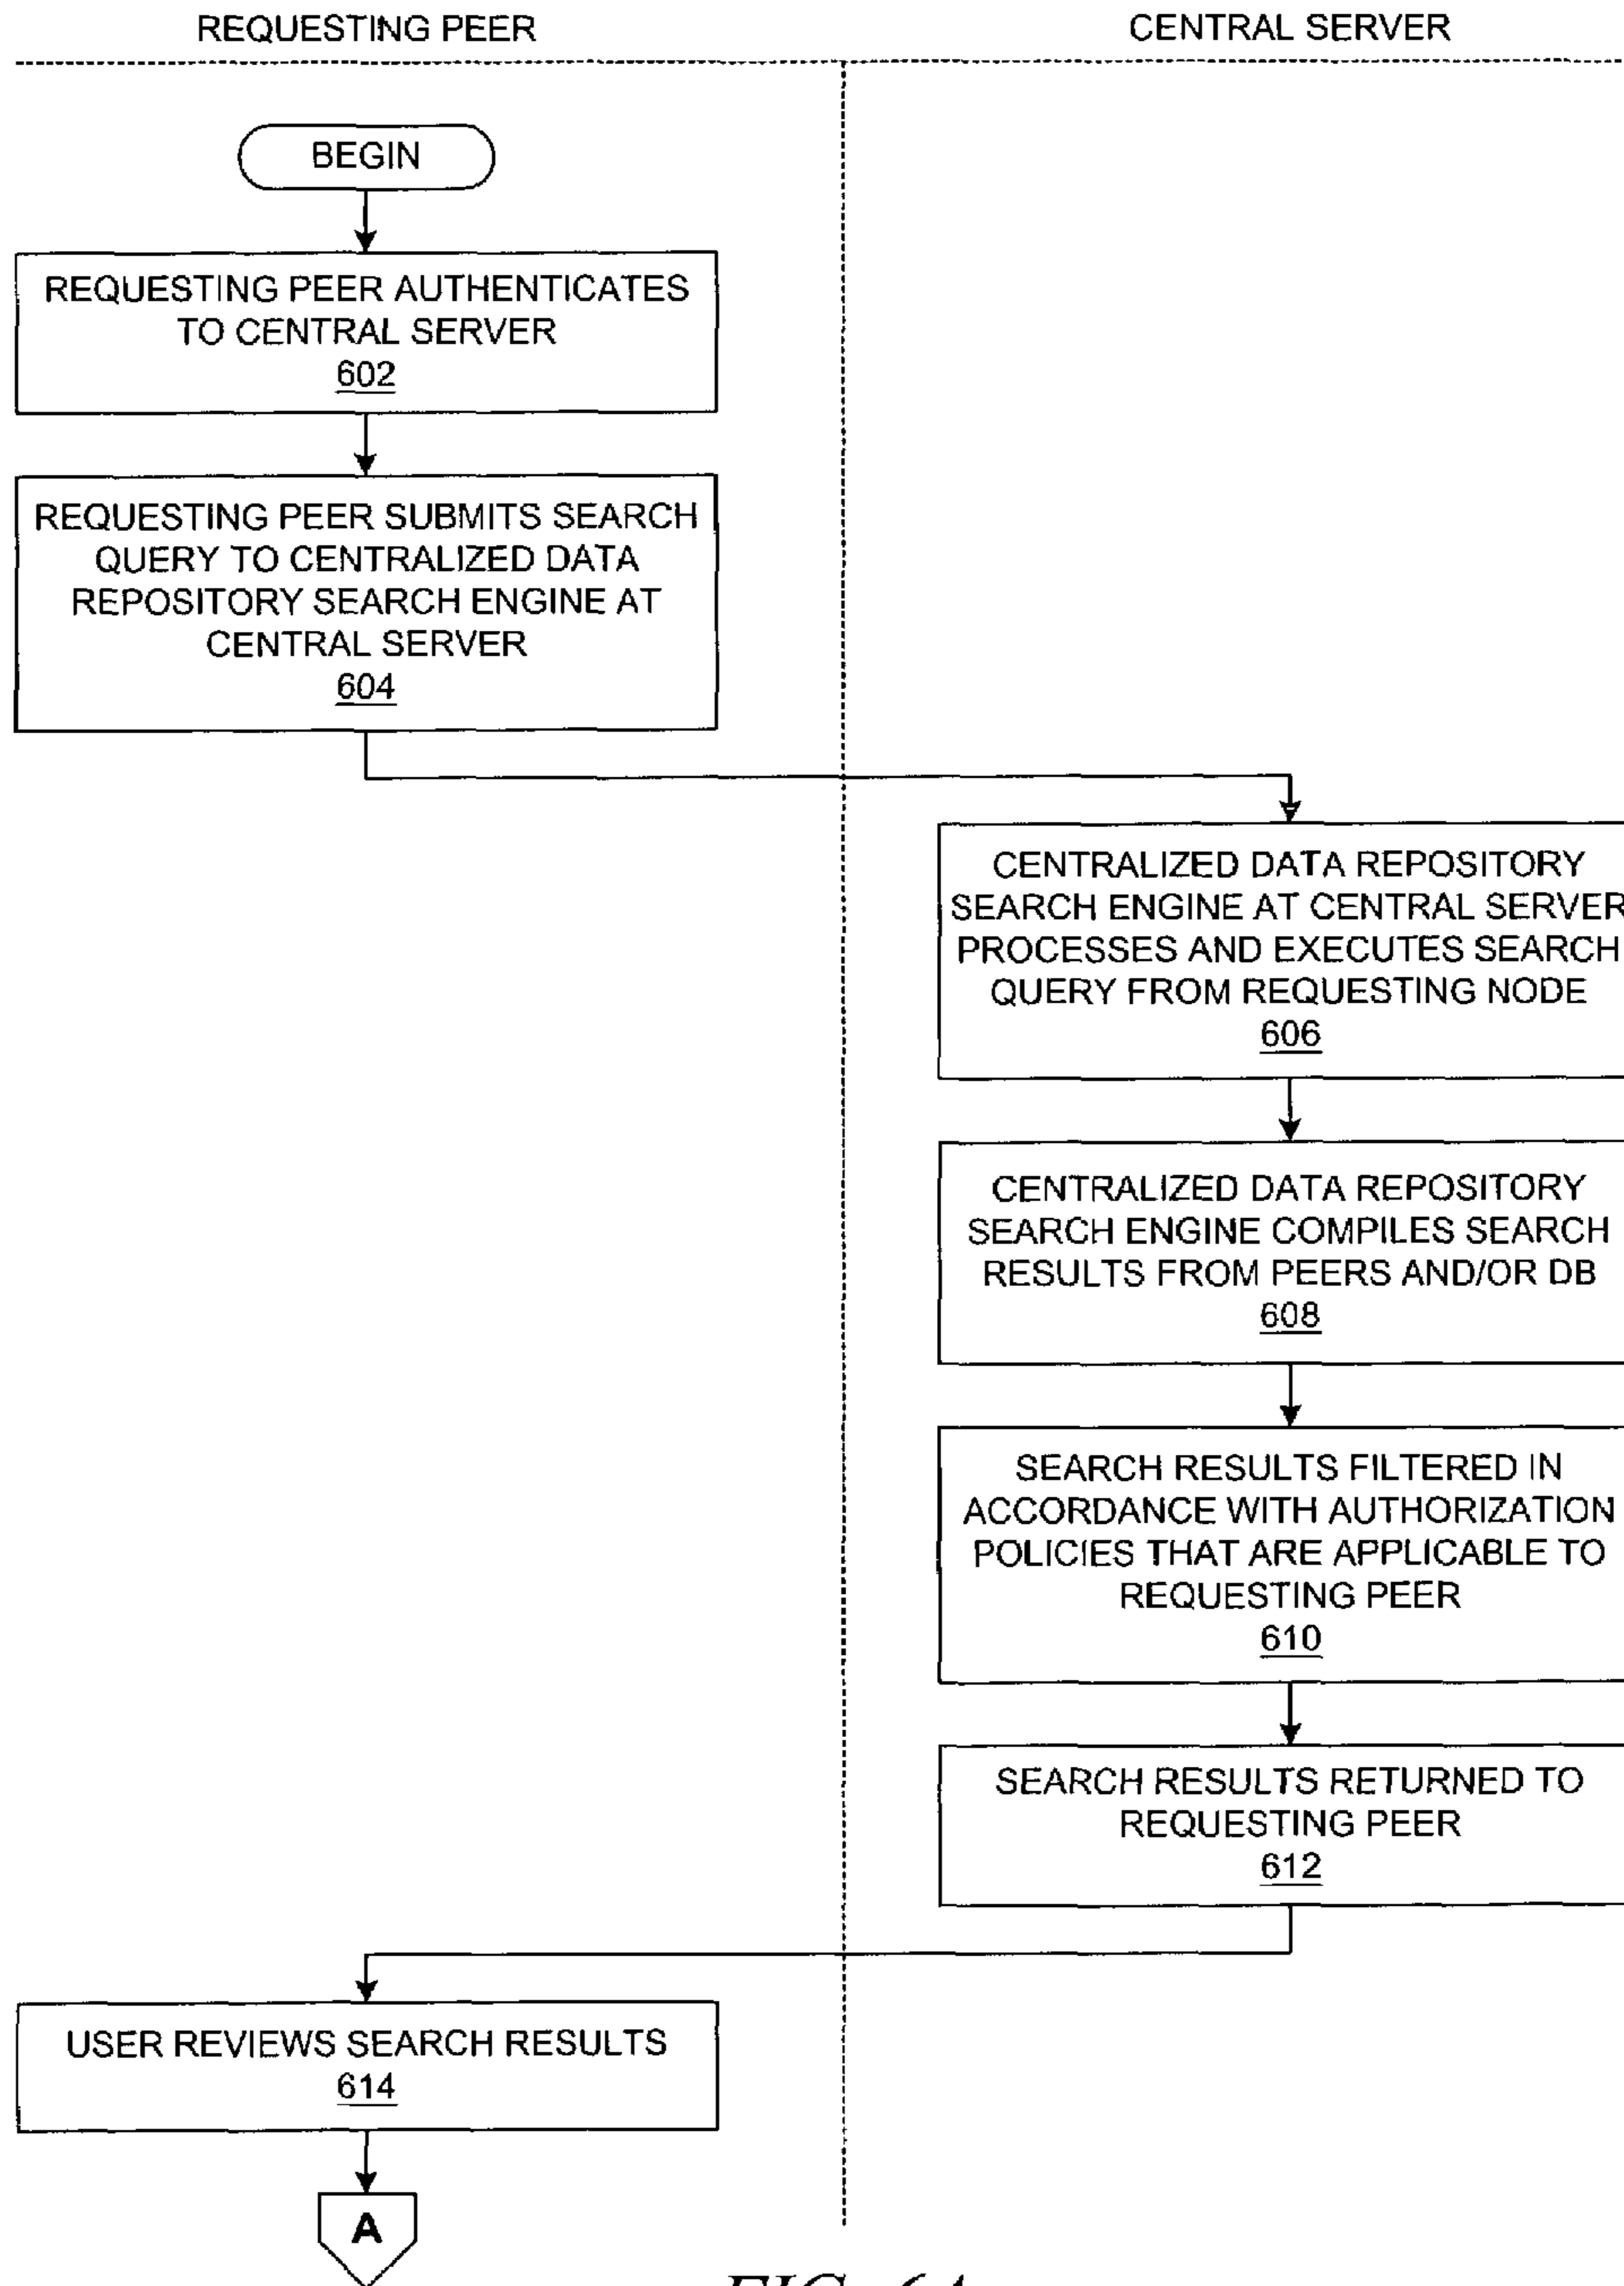 REQUESTING PEER
CENTRAL SERVER
BEGIN
REQUESTING PEER AUTHENTICATES
TO CENTRAL SERVER
602
REQUESTING PEER SUBMITS SEARCH
QUERY TO CENTRALIZED DATA
REPOSITORY SEARCH ENGINE AT
CENTRAL SERVER
604
CENTRALIZED DATA REPOSITORY
SEARCH ENGINE AT CENTRAL SERVER
PROCESSES AND EXECUTES SEARCH
QUERY FROM REQUESTING NODE
606
CENTRALIZED DATA REPOSITORY
SEARCH ENGINE COMPILES SEARCH
RESULTS FROM PEERS AND/OR DB
608
SEARCH RESULTS FILTERED IN
ACCORDANCE WITH AUTHORIZATION
POLICIES THAT ARE APPLICABLE TO
REQUESTING PEER
610
SEARCH RESULTS RETURNED TO
REQUESTING PEER
612
USER REVIEWS SEARCH RESULTS
614
A
FIG. 6A